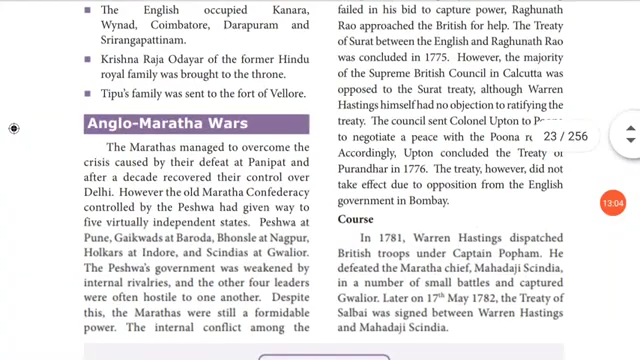 The English occupied Kanara,
Wynad, Coimbatore, Darapuram and
Srirangapattinam.
Krishna Raja Odayar of the former Hindu
royal family was brought to the throne.
Tipu's family was sent to the fort of Vellore.
Anglo-Maratha Wars
The Marathas managed to overcome the
crisis caused by their defeat at Panipat and
after a decade recovered their control over
Delhi. However the old Maratha Confederacy
controlled by the Peshwa had given way to
five virtually independent states. Peshwa at
Pune, Gaikwads at Baroda, Bhonsle at Nagpur,
Holkars at Indore, and Scindias at Gwalior.
The Peshwa's government was weakened by
internal rivalries, and the other four leaders
were often hostile to one another. Despite
this, the Marathas were still a formidable
power. The internal conflict among the
failed in his bid to capture power, Raghunath
Rao approached the British for help. The Treaty
of Surat between the English and Raghunath Rao
was concluded in 1775. However, the majority
of the Supreme British Council in Calcutta was
opposed to the Surat treaty, although Warren
Hastings himself had no objection to ratifying the
treaty. The council sent Colonel Upton to
to negotiate a peace with the Poona
Accordingly, Upton concluded the Treaty of
Purandhar in 1776. The treaty, however, did not
take effect due to opposition from the English
government in Bombay.
Course
In 1781, Warren Hastings dispatched
British troops under Captain Popham. He
defeated the Maratha chief, Mahadaji Scindia,
in a number of small battles and captured
Gwalior. Later on 17th May 1782, the Treaty of
Salbai was signed between Warren Hastings
and Mahadaji Scindia.
23 / 256
13:04